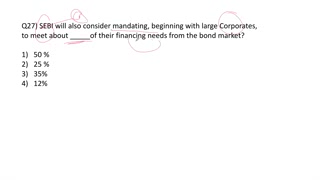 Q27) SEBI will also consider mandating, beginning with large Corporates,
to meet about _____of their financing needs from the bond market?
1) 50 %
2) 25 %
3) 35%
4) 12%